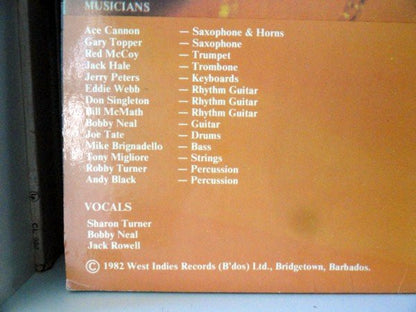 MUSICIANS
Ace Cannon — Saxophone & Horns
Gary Topper — Saxophone
Red McCoy — Trumpet
Jack Hale — Trombone
Jerry Peters — Keyboards
Eddie Webb — Rhythm Guitar
Don Singleton — Rhythm Guitar
Bill McMath — Rhythm Guitar
Bobby Neal — Guitar
Joe Tate — Drums
Mike Brignadello — Bass
Tony Migliore — Strings
Robby Turner — Percussion
Andy Black — Percussion
VOCALS
Sharon Turner
Bobby Neal
Jack Rowell
© 1982 West Indies Records (B'dos) Ltd., Bridgetown, Barbados.